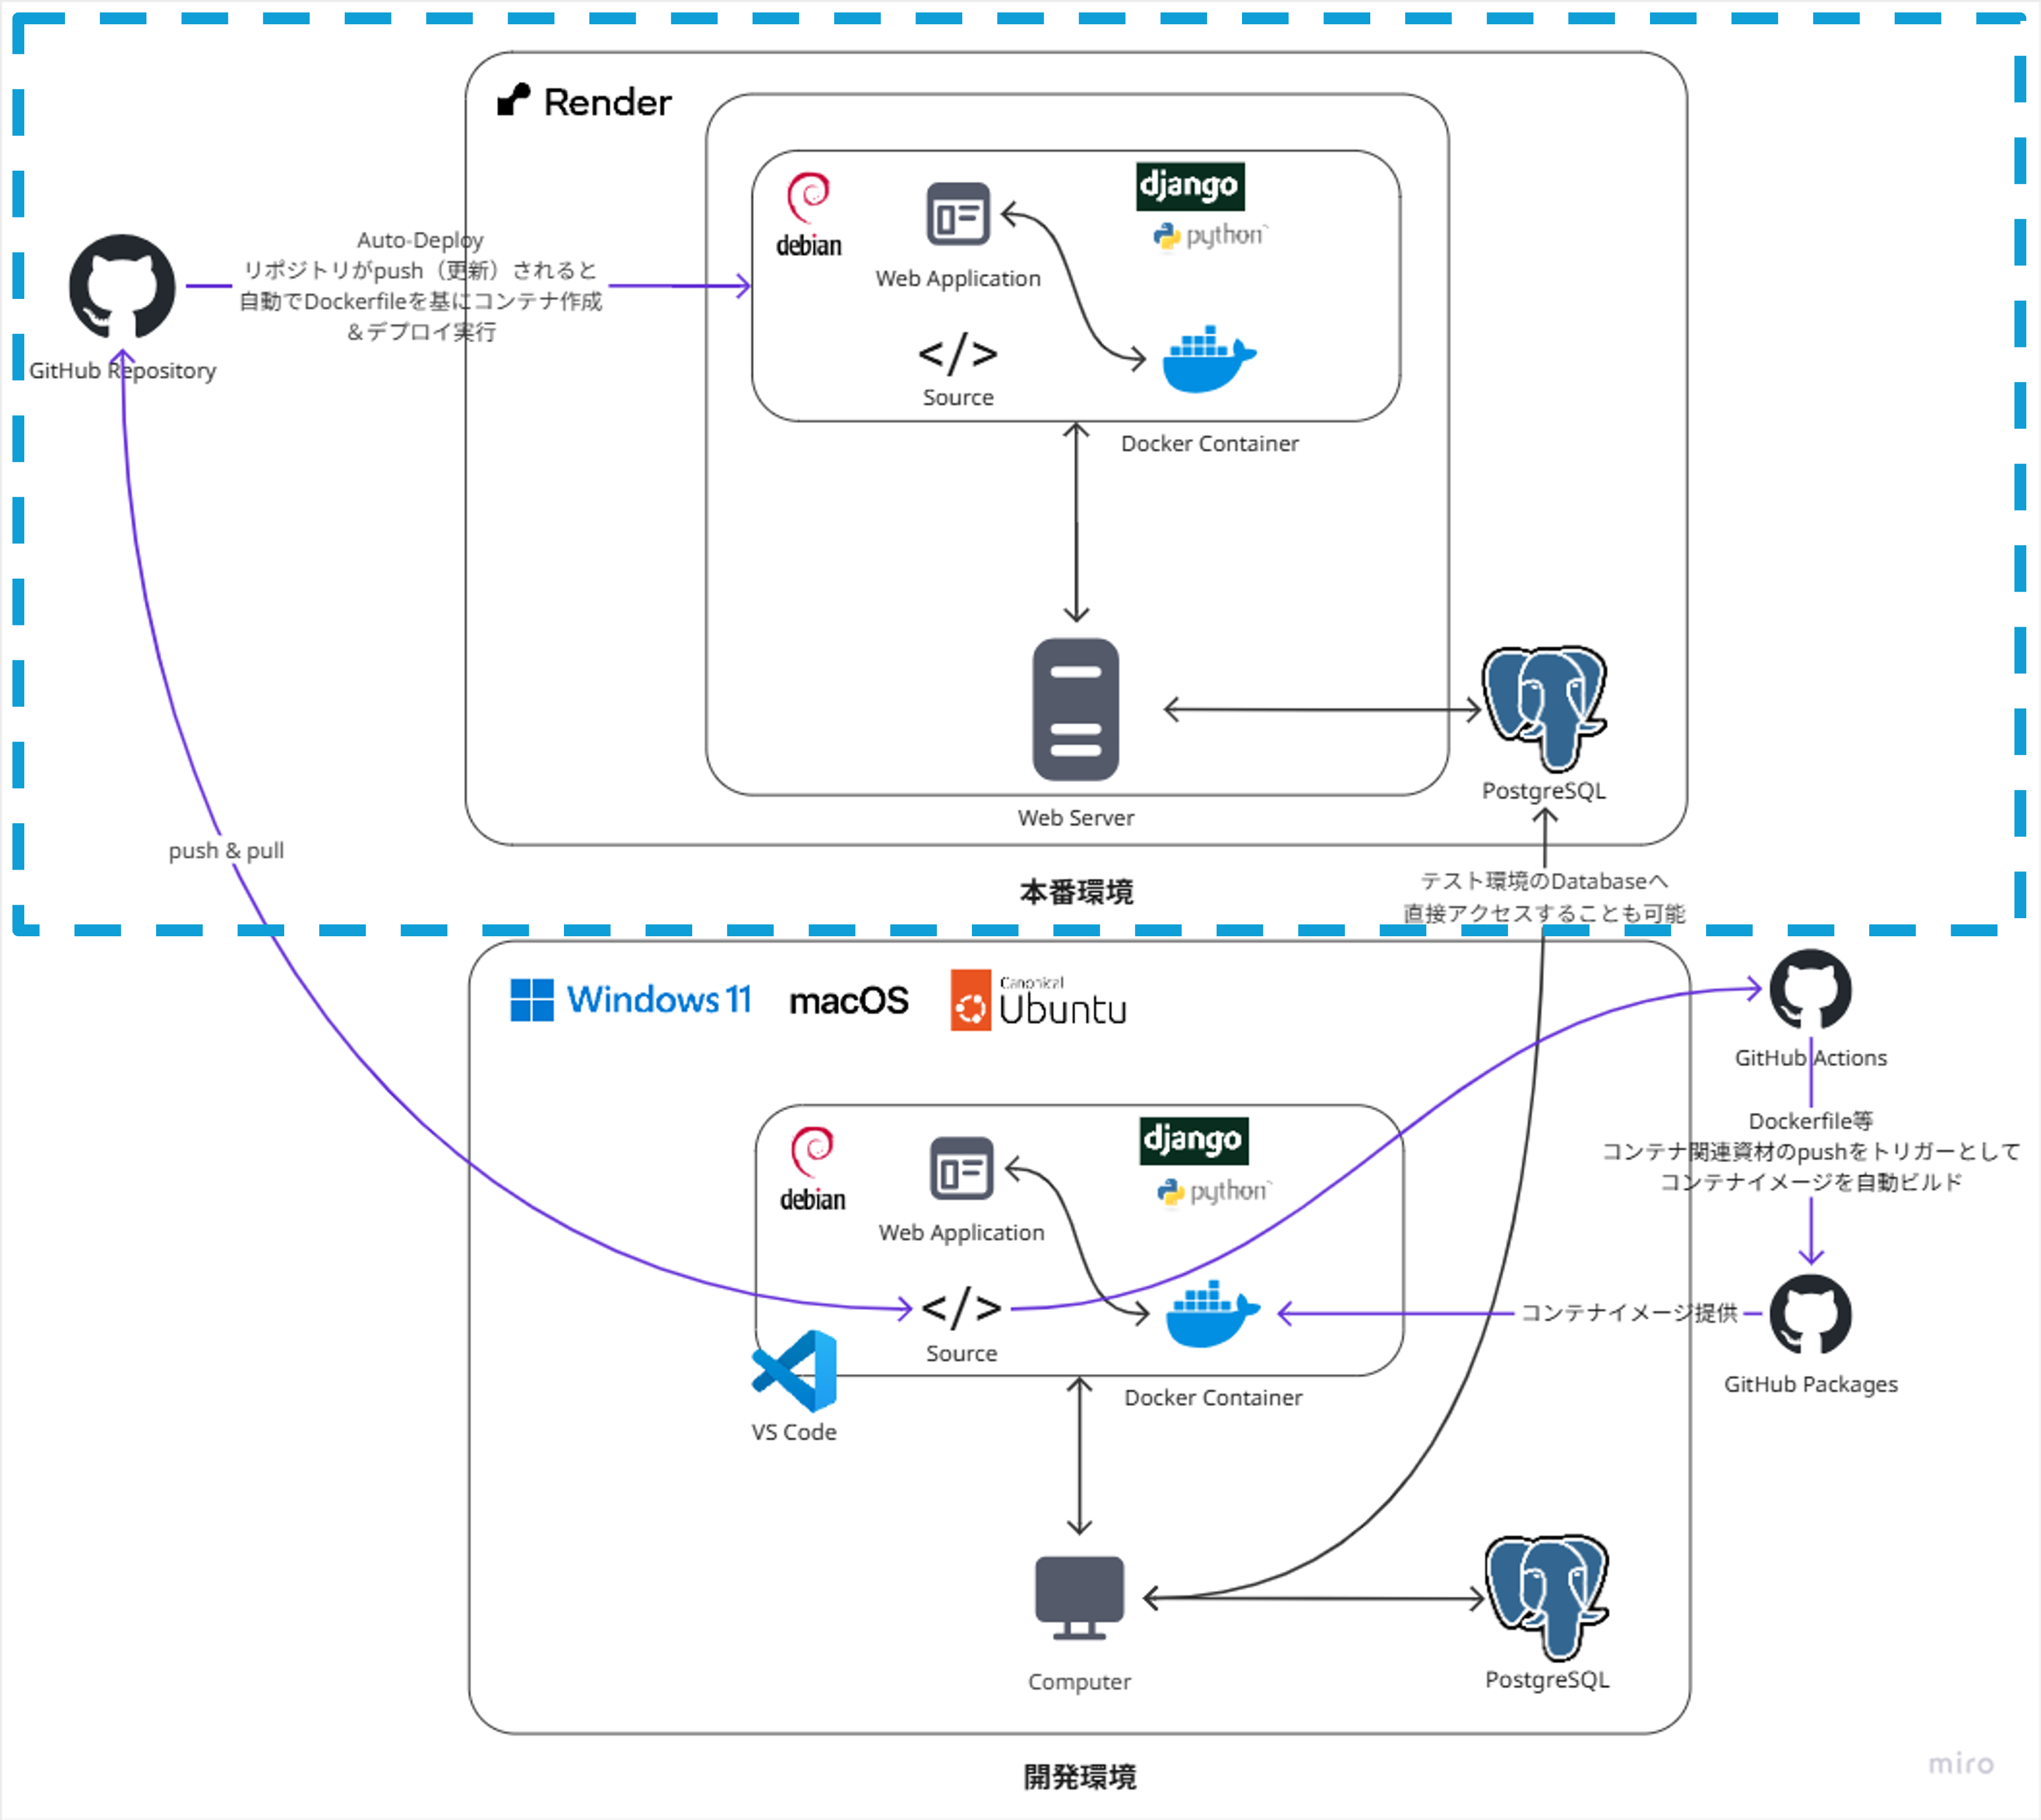 Render
django
python
debian
Web Application
Auto-Deploy
リポジトリがpush（更新）されると
自動でDockerfileを基にコンテナ作成
＆デプロイ実行
GitHub Repository
Source
Docker Container
PostgreSQL
Web Server
push & pull
本番環境
テスト環境のDatabaseへ
直接アクセスすることも可能
Windows 11
macOS
Canonical
Ubuntu
GitHub Actions
Dockerfile等
コンテナ関連資材のpushをトリガーとして
コンテナイメージを自動ビルド
django
python
debian
Web Application
</>
Source
コンテナイメージ提供
GitHub Packages
Docker Container
VS Code
Computer
PostgreSQL
開発環境
miro